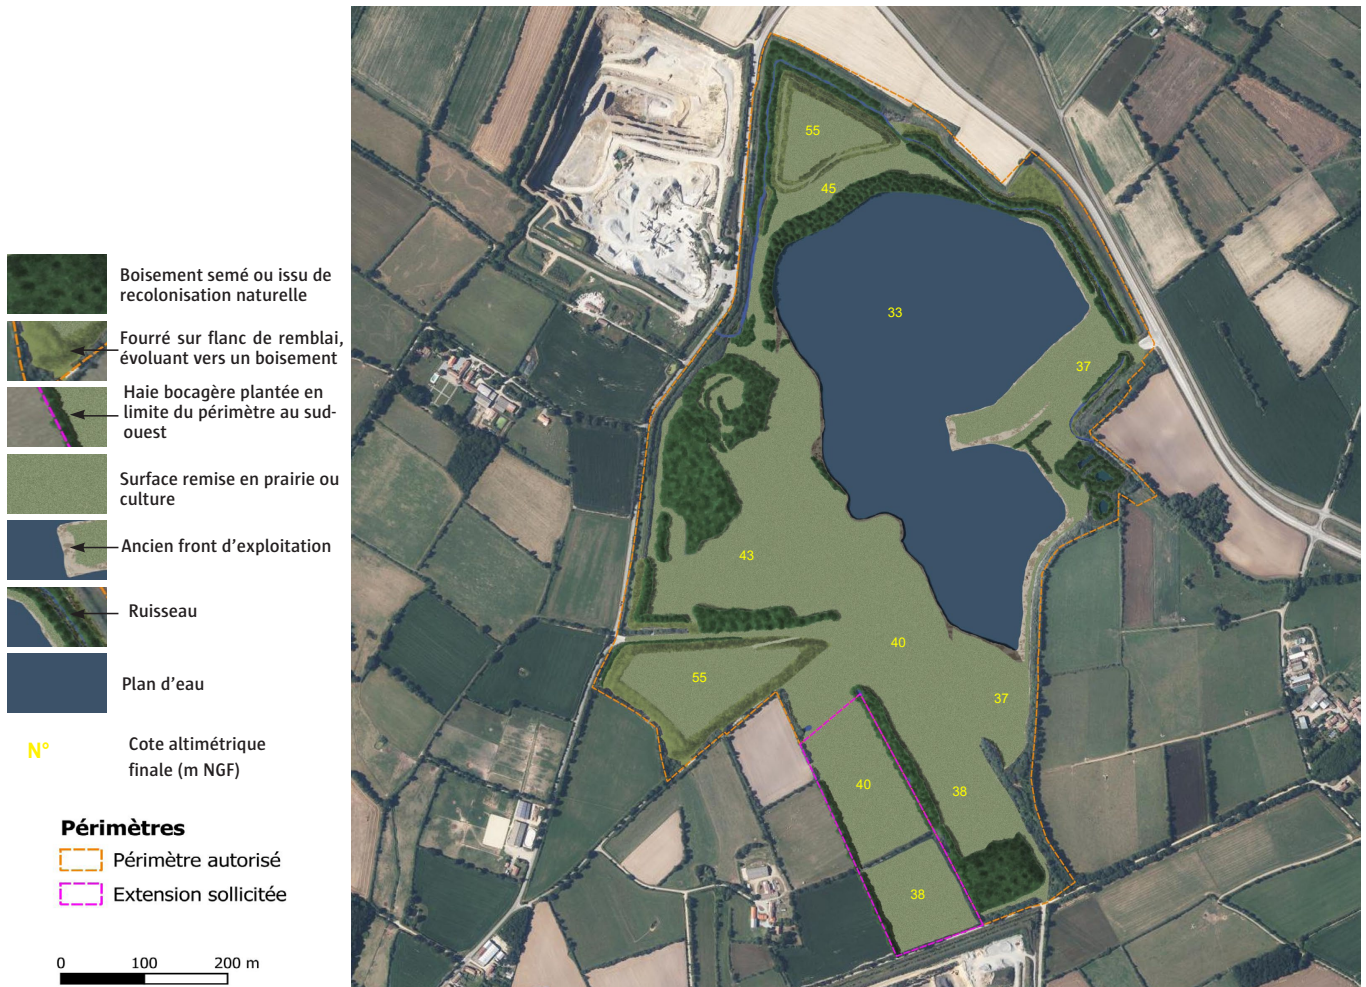 Boisement semé ou issu de
recolonisation naturelle
Fourré sur flanc de remblai,
évoluant vers un boisement
Haie bocagère plantée en
limite du périmètre au sud-
ouest
Surface remise en prairie ou
culture
Ancien front d'exploitation
Ruisseau
Plan d'eau
N°
Cote altimétrique
finale (m NGF)
Périmètres
Périmètre autorisé
Extension sollicitée
0 100 200 m
55
45
33
37
43
40
55
37
40
38
38